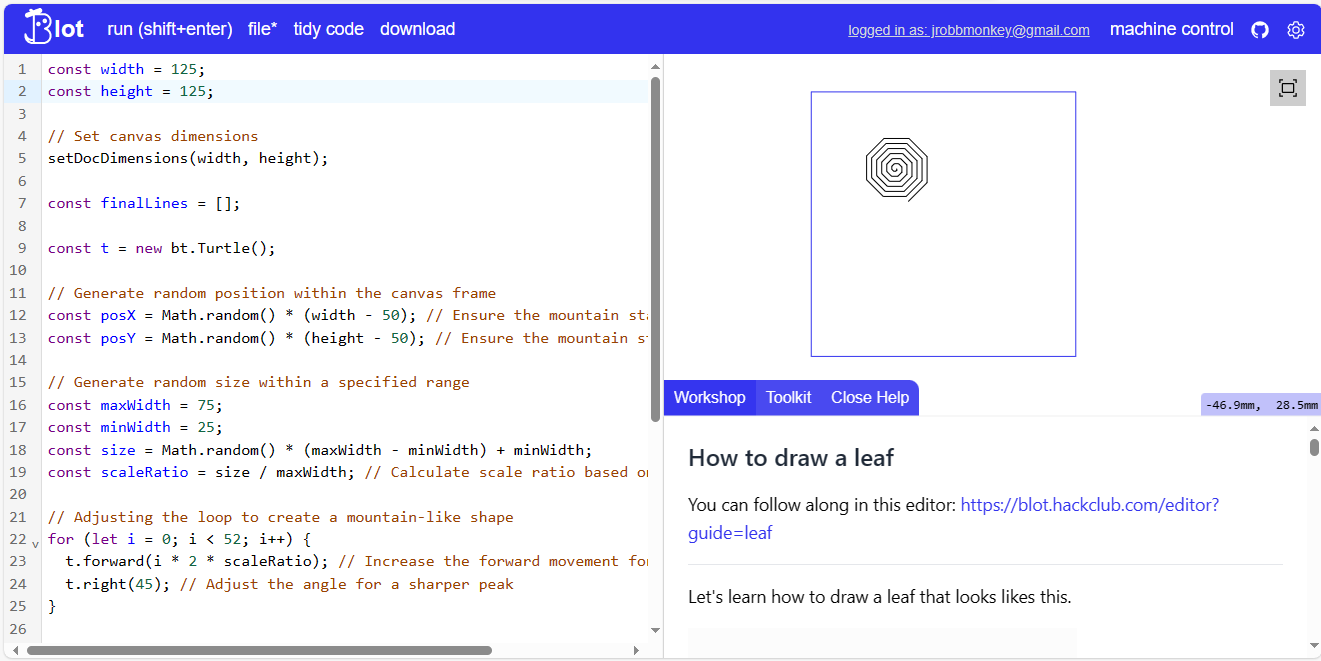 Blot run (shift+enter) file* tidy code download logged in as: jrobbmonkey@gmail.com machine control
1 const width = 125;
2 const height = 125;
3
4 // Set canvas dimensions
5 setDocDimensions(width, height);
6
7 const finalLines = [];
8
9 const t = new bt.Turtle();
10
11 // Generate random position within the canvas frame
12 const posX = Math.random() * (width - 50); // Ensure the mountain
13 const posY = Math.random() * (height - 50); // Ensure the mountain
14
15 // Generate random size within a specified range
16 const maxWidth = 75;
17 const minWidth = 25;
18 const size = Math.random() * (maxWidth - minWidth) + minWidth;
19 const scaleRatio = size / maxWidth; // Calculate scale ratio based
20
21 // Adjusting the loop to create a mountain-like shape
22 for (let i = 0; i < 52; i++) {
23 t.forward(i * 2 * scaleRatio); // Increase the forward movement
24 t.right(45); // Adjust the angle for a sharper peak
25 }
26
Workshop Toolkit Close Help
-46.9mm, 28.5mm
How to draw a leaf
You can follow along in this editor: https://blot.hackclub.com/editor?
guide=leaf
Let's learn how to draw a leaf that looks likes this.